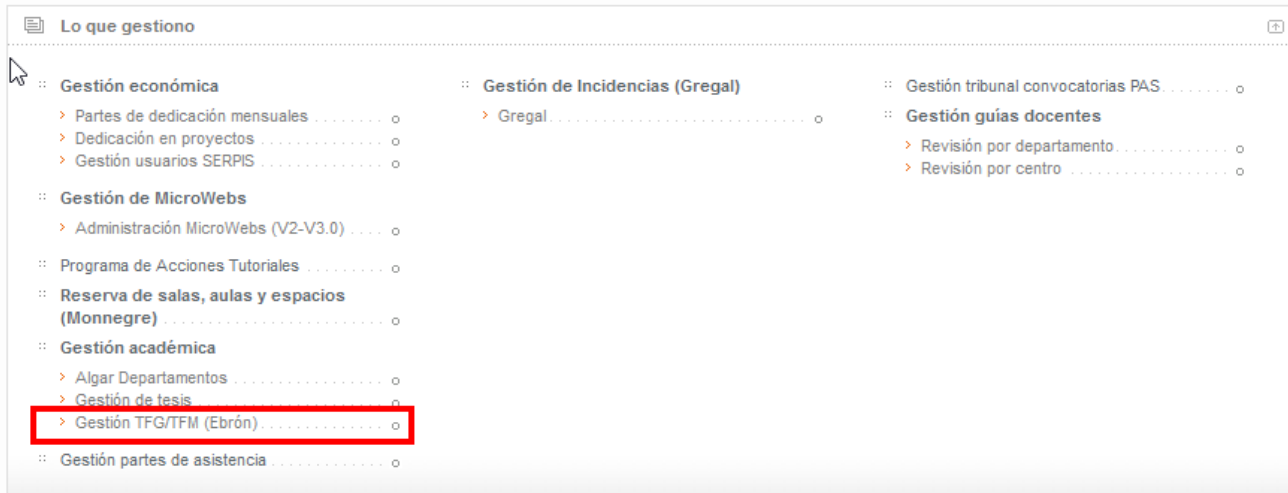 Lo que gestiono
Gestión económica
Partes de dedicación mensuales
Dedicación en proyectos
Gestión usuarios SERPIS
Gestión de MicroWebs
Administración MicroWebs (V2-V3.0)
Programa de Acciones Tutoriales
Reserva de salas, aulas y espacios
(Monnegre)
Gestión académica
Algar Departamentos
Gestión de tesis
Gestión TFG/TFM (Ebrón)
Gestión partes de asistencia
Gestión de Incidencias (Gregal)
Gregal
Gestión tribunal convocatorias PAS
Gestión guías docentes
Revisión por departamento
Revisión por centro